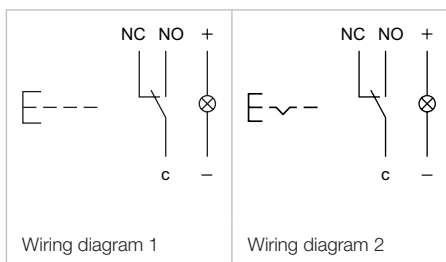 NC NO +
c –
Wiring diagram 1
NC NO +
c –
Wiring diagram 2